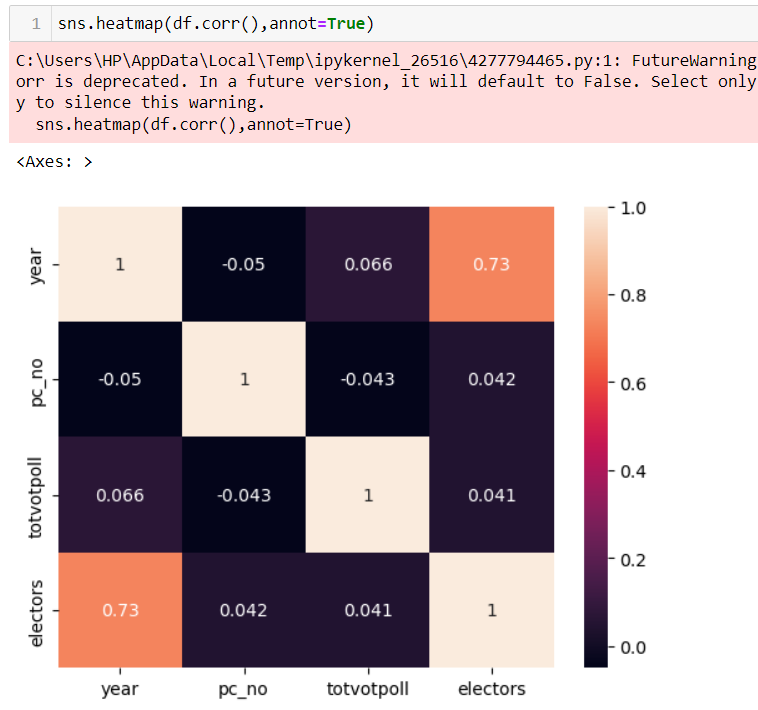 1 sns.heatmap(df.corr(),annot=True)
C:\Users\HP\AppData\Local\Temp\ipykernel_26516\4277794465.py:1: FutureWarning
orr is deprecated. In a future version, it will default to False. Select only
y to silence this warning.
sns.heatmap(df.corr(),annot=True)
<Axes: >
1.0
year 1 -0.05 0.066 0.73
0.8
pc_no -0.05 1 -0.043 0.042
0.6
0.4
totvotpoll 0.066 -0.043 1 0.041
0.2
electors 0.73 0.042 0.041 1
0.0
year pc_no totvotpoll electors